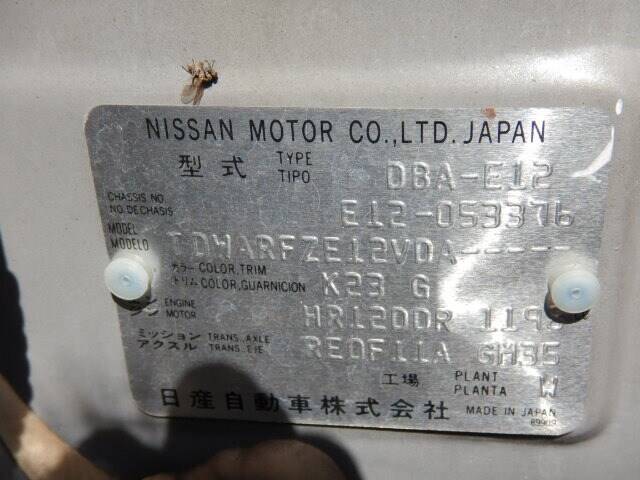 NISSAN MOTOR CO.,LTD. JAPAN
型式 TYPE TIPO DBA-E12
CHASSIS NO. NO.DECHASIS E12-053376
MODEL MODELO
カラー COLOR,TRIM トリム COLOR,GUARNICION K23 G
ENGINE MOTOR HR12DDR
ミッション TRANS. AXLE アクスル TRANS. EJE RE0F11A GH35
工場 PLANT PLANTA W
日産自動車株式会社 MADE IN JAPAN
89909